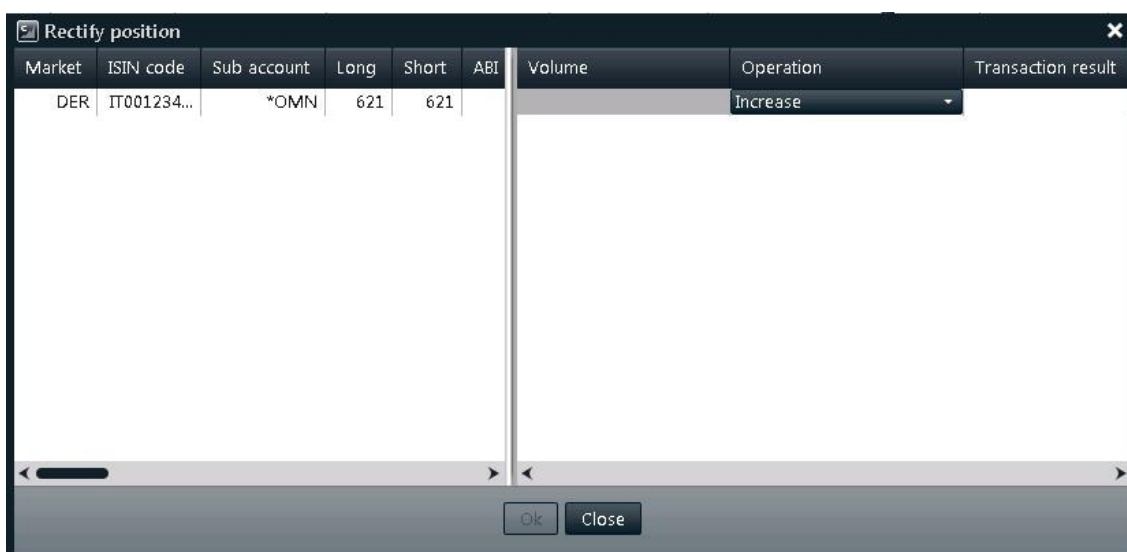 Rectify position
Market ISIN code Sub account Long Short ABI Volume Operation Transaction result
DER IT001234... *OMN 621 621 Increase
Ok Close